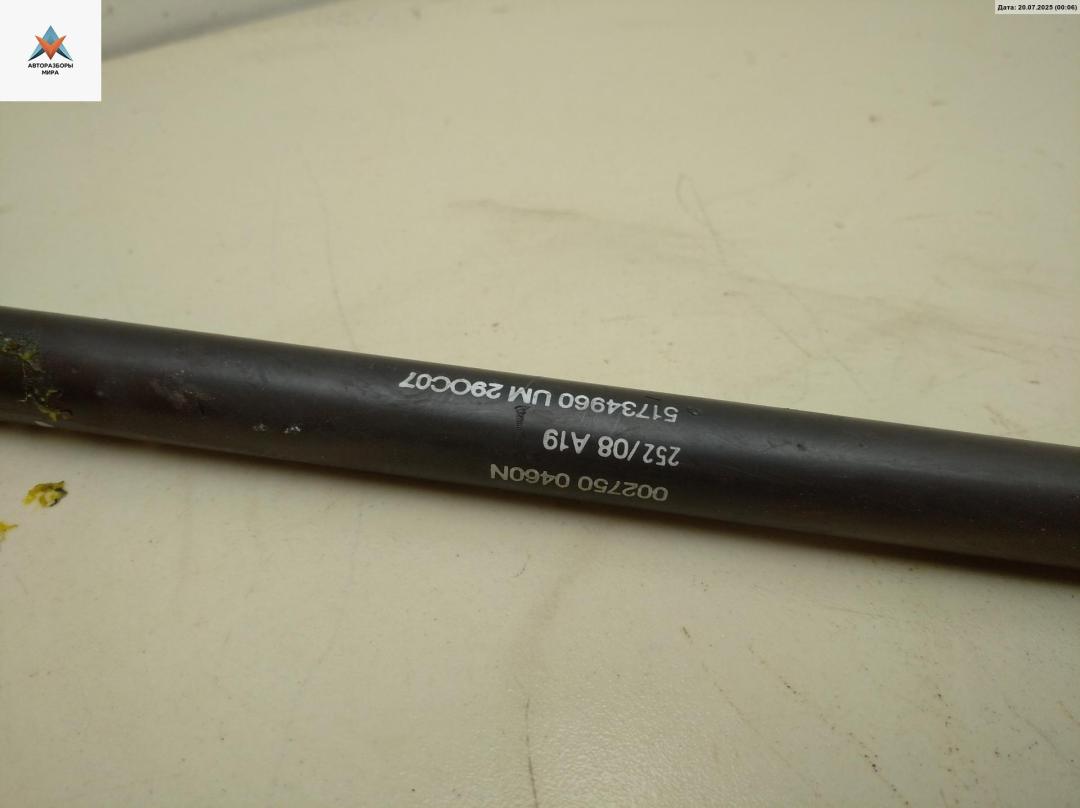 АВТОРАЗБОРЫ
МИРА
Дата: 20.07.2025 (00:06)
51734960 UM 29OC07
252/08 A19
002750 0460N